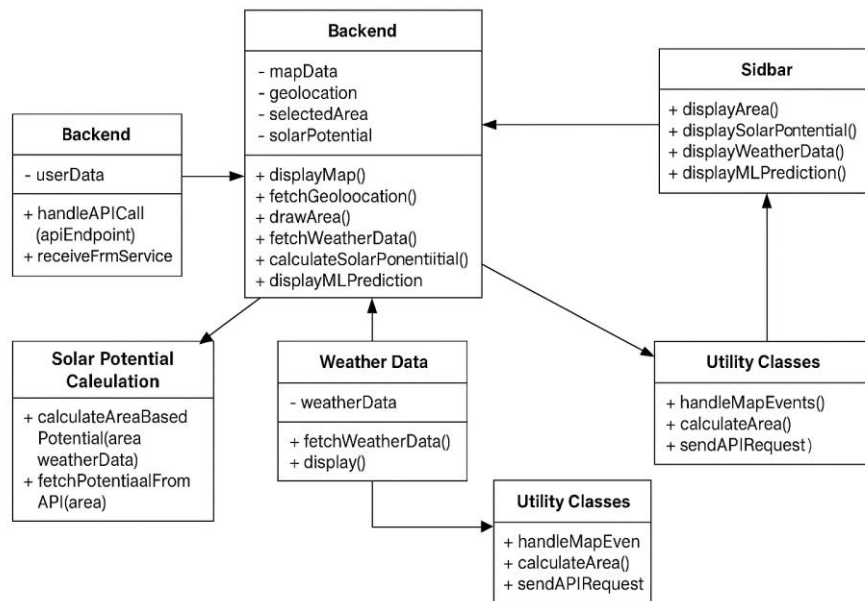 Backend
- mapData
- geolocation
- selectedArea
- solarPotential
+ displayMap()
+ fetchGeoloocation()
+ drawArea()
+ fetchWeatherData()
+ calculateSolarPonentiitial()
+ displayMLPrediction
Sidbar
+ displayArea()
+ displaySolarPontential()
+ displayWeatherData()
+ displayMLPrediction()
Backend
- userData
+ handleAPICall
(apiEndpoint)
+ receiveFrmService
Solar Potential
Caleulation
+ calculateAreaBased
Potential(area
weatherData)
+ fetchPotentiaalFrom
API(area)
Weather Data
- weatherData
+ fetchWeatherData()
+ display()
Utility Classes
+ handleMapEvents()
+ calculateArea()
+ sendAPIRequest)
Utility Classes
+ handleMapEven
+ calculateArea()
+ sendAPIRequest